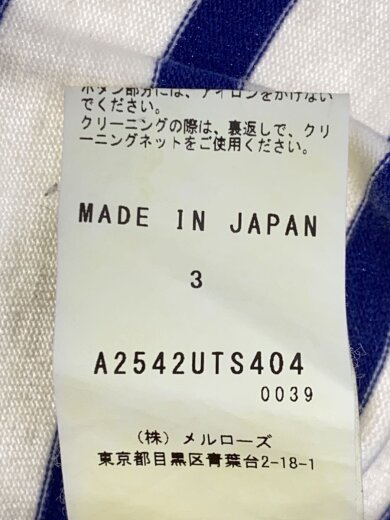 ボタン部分には、アイロンをかけない
でください。
クリーニングの際は、裏返しで、クリ
ーニングネットをご使用ください。
MADE IN JAPAN
3
A2542UTS404
0039
(株) メルローズ
東京都目黒区青葉台2-18-1